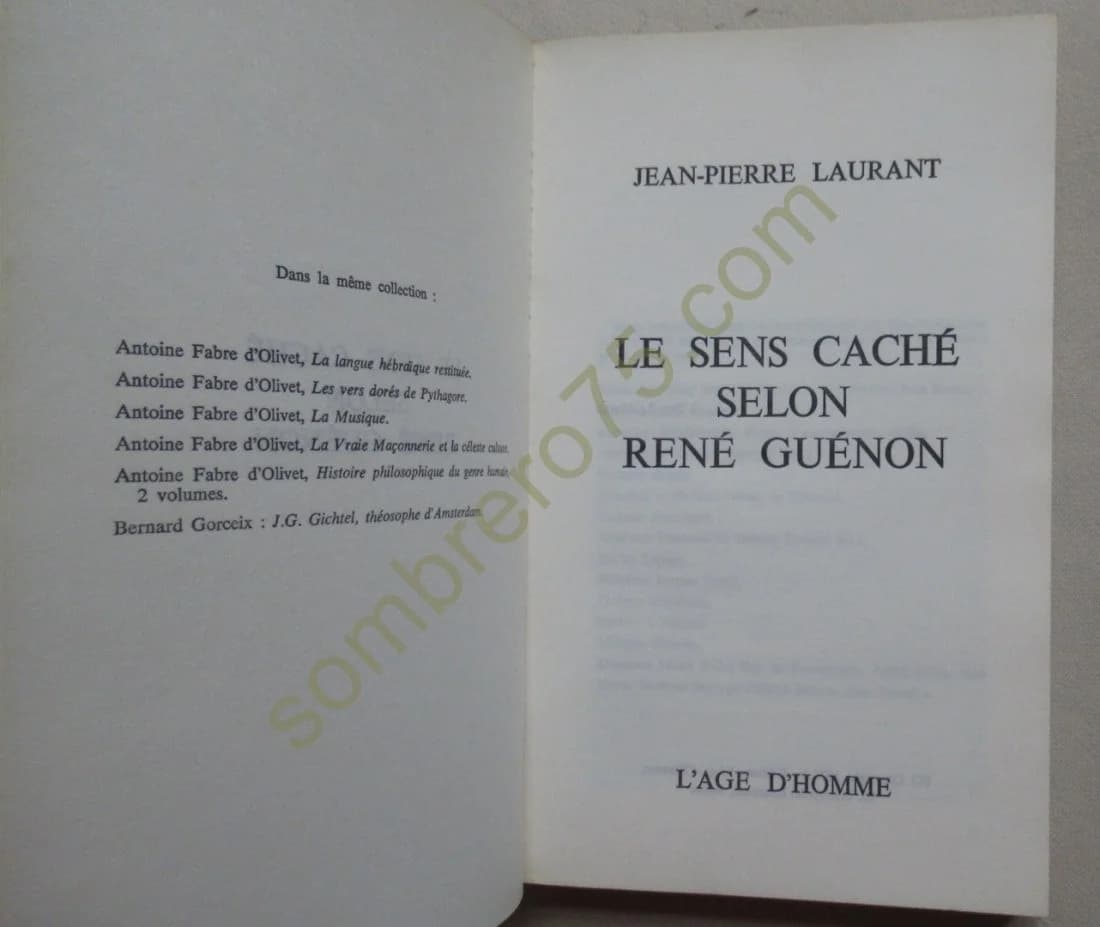 Dans la même collection :
Antoine Fabre d'Olivet, La langue hébraïque restituée.
Antoine Fabre d'Olivet, Les vers dorés de Pythagore.
Antoine Fabre d'Olivet, La Musique.
Antoine Fabre d'Olivet, La Vraie Maçonnerie et la céleste culture.
Antoine Fabre d'Olivet, Histoire philosophique du genre humain,
2 volumes.
Bernard Gorceix : J.G. Gichtel, théosophe d'Amsterdam.
JEAN-PIERRE LAURANT
LE SENS CACHÉ
SELON
RENÉ GUÉNON
L'AGE D'HOMME
sombrero75.com